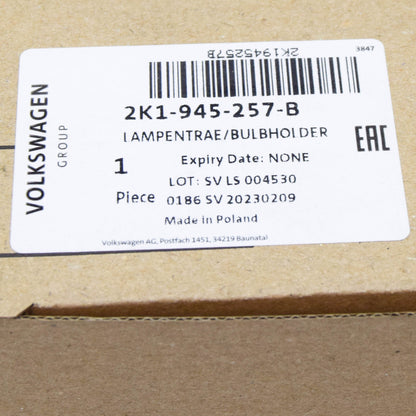 3847
2K1945257B
2K1-945-257-B
LAMPENTRAE/BULBHOLDER
VOLKSWAGEN
GROUP
EAC
1
Piece
Expiry Date: NONE
LOT: SV LS 004530
0186 SV 20230209
Made in Poland
Volkswagen AG, Postfach 1451, 34219 Baunatal